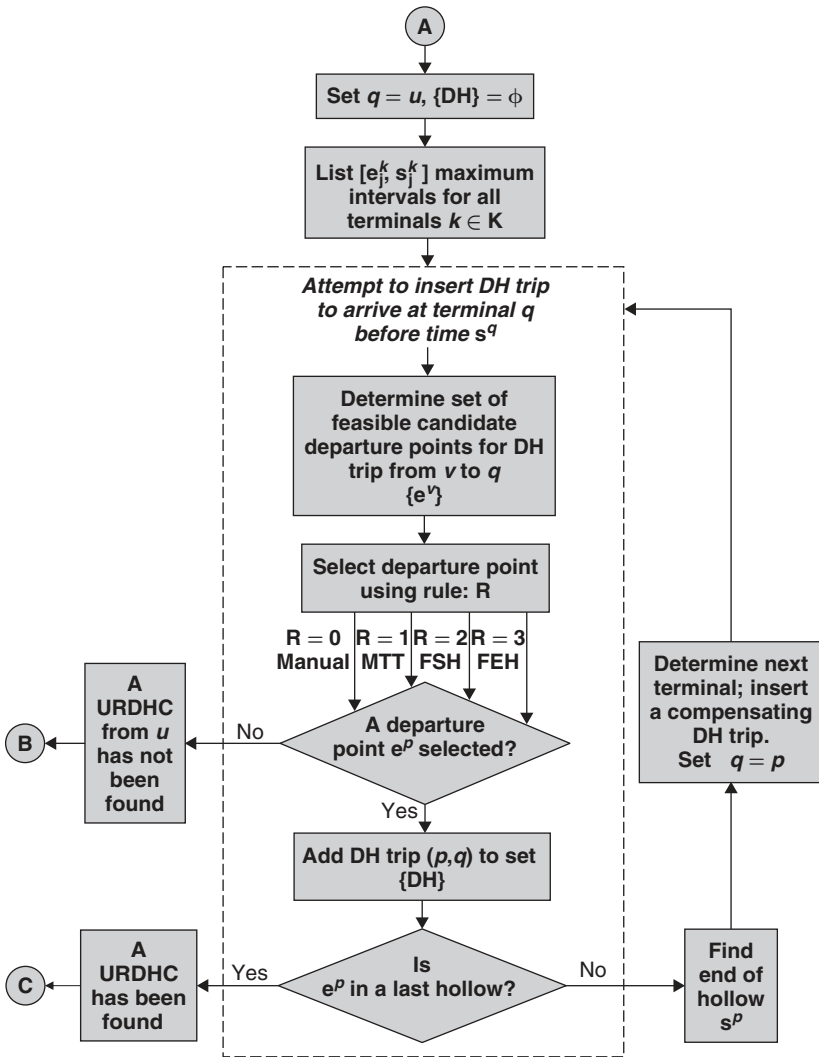 A
Set q = u, {DH} = ϕ
List [e_j^k, s_j^k] maximum
intervals for all
terminals k ∈ K
Attempt to insert DH trip
to arrive at terminal q
before time s^q
Determine set of
feasible candidate
departure points for DH
trip from v to q
{e^v}
Select departure point
using rule: R
R = 0 R = 1 R = 2 R = 3
Manual MTT FSH FEH
A departure
point e^p selected?
No
A
URDHC
from u
has not
been
found
B
Yes
Add DH trip (p,q) to set
{DH}
Is
e^p in a last hollow?
Yes
A
URDHC
has been
found
C
No
Find
end of
hollow
s^p
Determine next
terminal; insert
a compensating
DH trip.
Set q = p